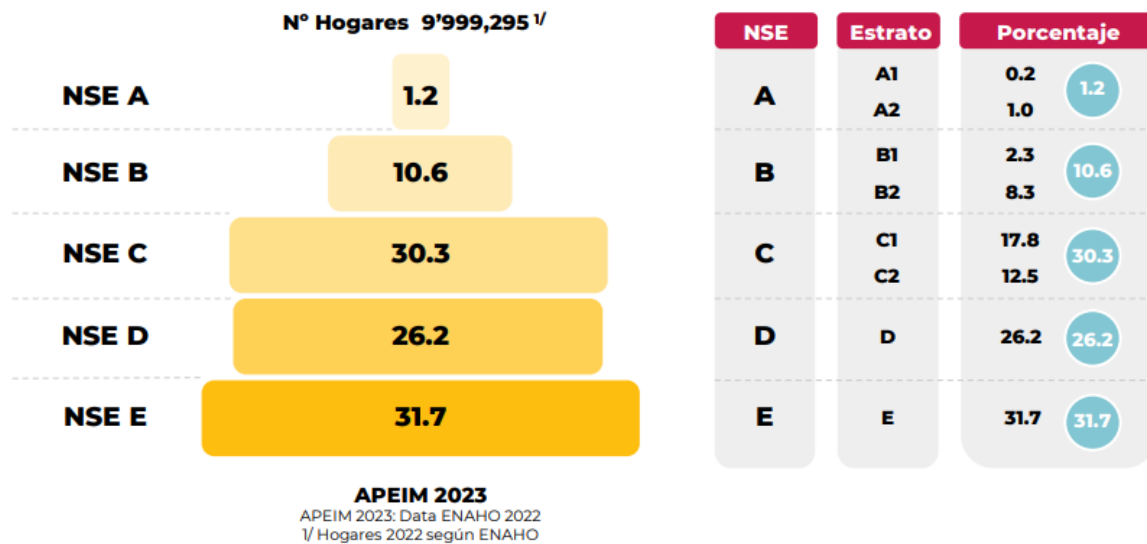 Nº Hogares 9’999,295 1/
NSE A
1.2
NSE B
10.6
NSE C
30.3
NSE D
26.2
NSE E
31.7
APEIM 2023
APEIM 2023: Data ENAHO 2022
1/ Hogares 2022 según ENAHO
NSE Estrato Porcentaje
A
A1 0.2
A2 1.0
1.2
B
B1 2.3
B2 8.3
10.6
C
C1 17.8
C2 12.5
30.3
D D 26.2 26.2
E E 31.7 31.7